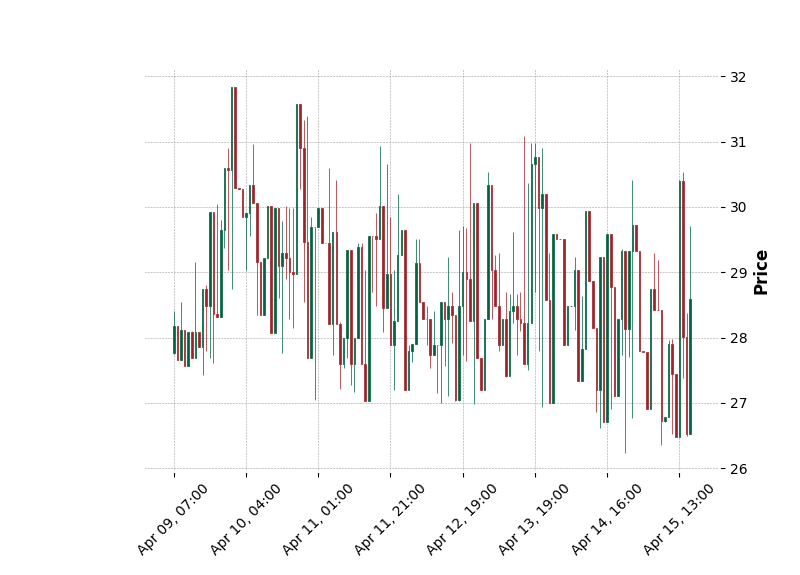 32
31
30
29
28
27
26
Price
Apr 09, 07:00
Apr 10, 04:00
Apr 11, 01:00
Apr 11, 21:00
Apr 12, 19:00
Apr 13, 19:00
Apr 14, 16:00
Apr 15, 13:00